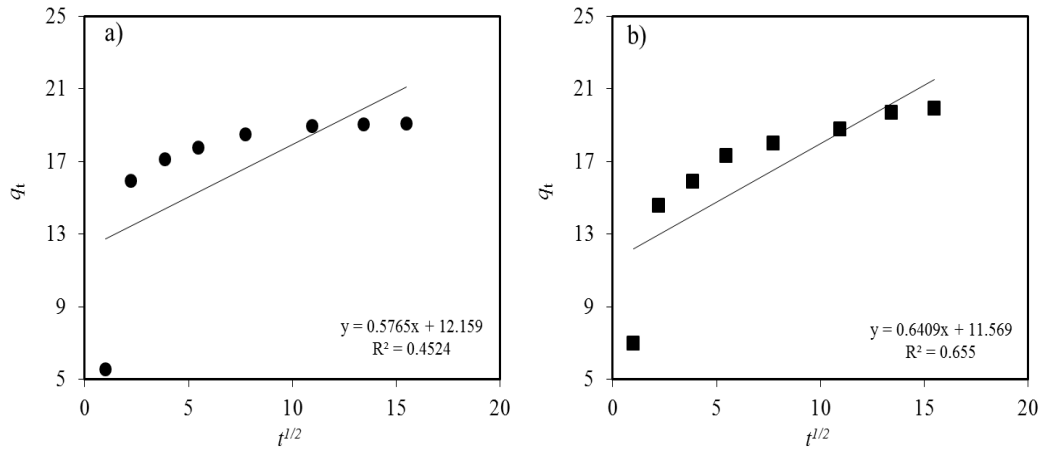 a)
25
21
17
13
9
5
qt
y = 0.5765x + 12.159
R² = 0.4524
0 5 10 15 20
t1/2
b)
25
21
17
13
9
5
qt
y = 0.6409x + 11.569
R² = 0.655
0 5 10 15 20
t1/2